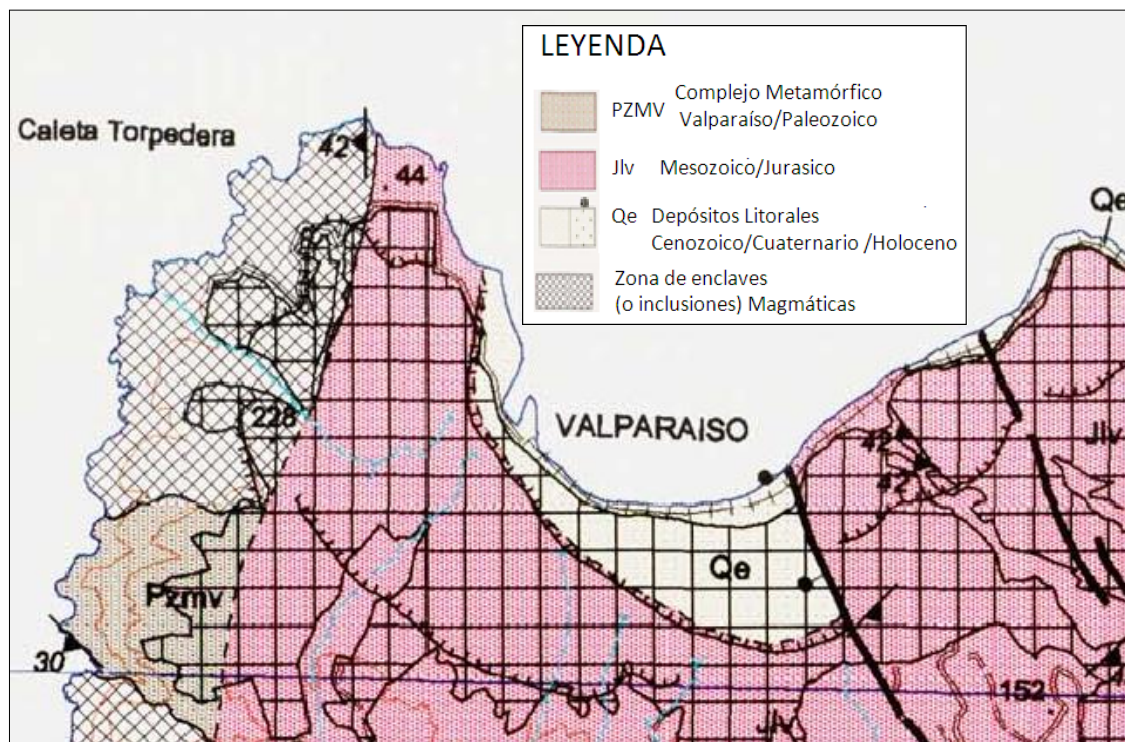 LEYENDA
PZMV Complejo Metamórfico
Valparaíso/Paleozoico
Jlv Mesozoico/Jurasico
Qe Depósitos Litorales
Cenozoico/Cuaternario /Holoceno
Zona de enclaves
(o inclusiones) Magmáticas
Caleta Torpedera
42
44
Qe
228
VALPARAISO
Jlv
42
42
Qe
Pzmv
30
152
Jlv